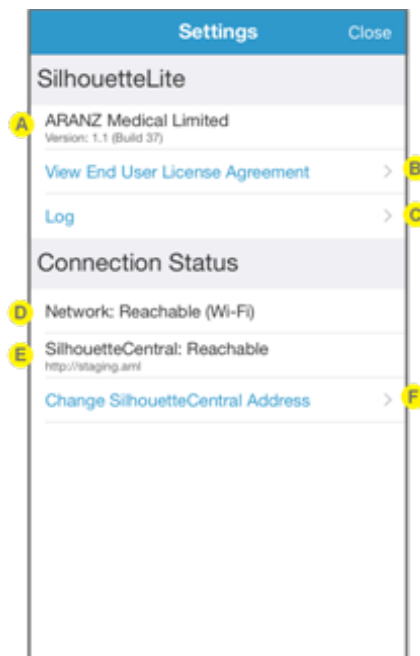 Settings Close
SilhouetteLite
A ARANZ Medical Limited
Version: 1.1 (Build 37)
View End User License Agreement B
Log C
Connection Status
D Network: Reachable (Wi-Fi)
E SilhouetteCentral: Reachable
http://staging.aml
Change SilhouetteCentral Address F